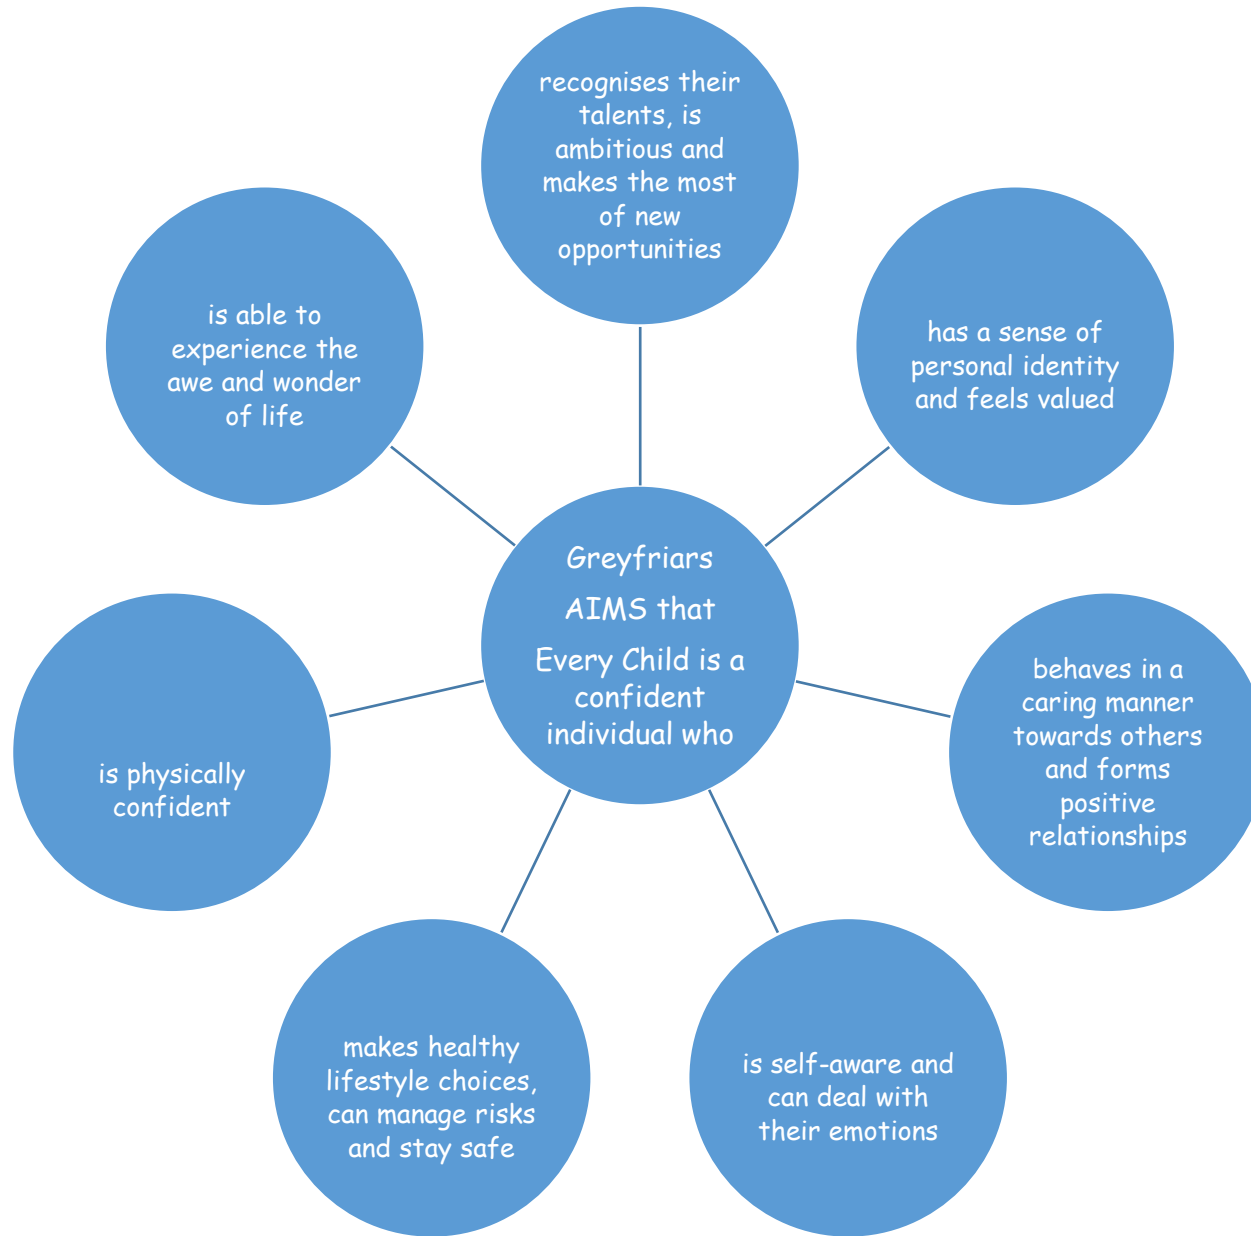 recognises their
talents, is
ambitious and
makes the most
of new
opportunities
has a sense of
personal identity
and feels valued
behaves in a
caring manner
towards others
and forms
positive
relationships
is self-aware and
can deal with
their emotions
makes healthy
lifestyle choices,
can manage risks
and stay safe
is physically
confident
is able to
experience the
awe and wonder
of life
Greyfriars
AIMS that
Every Child is a
confident
individual who